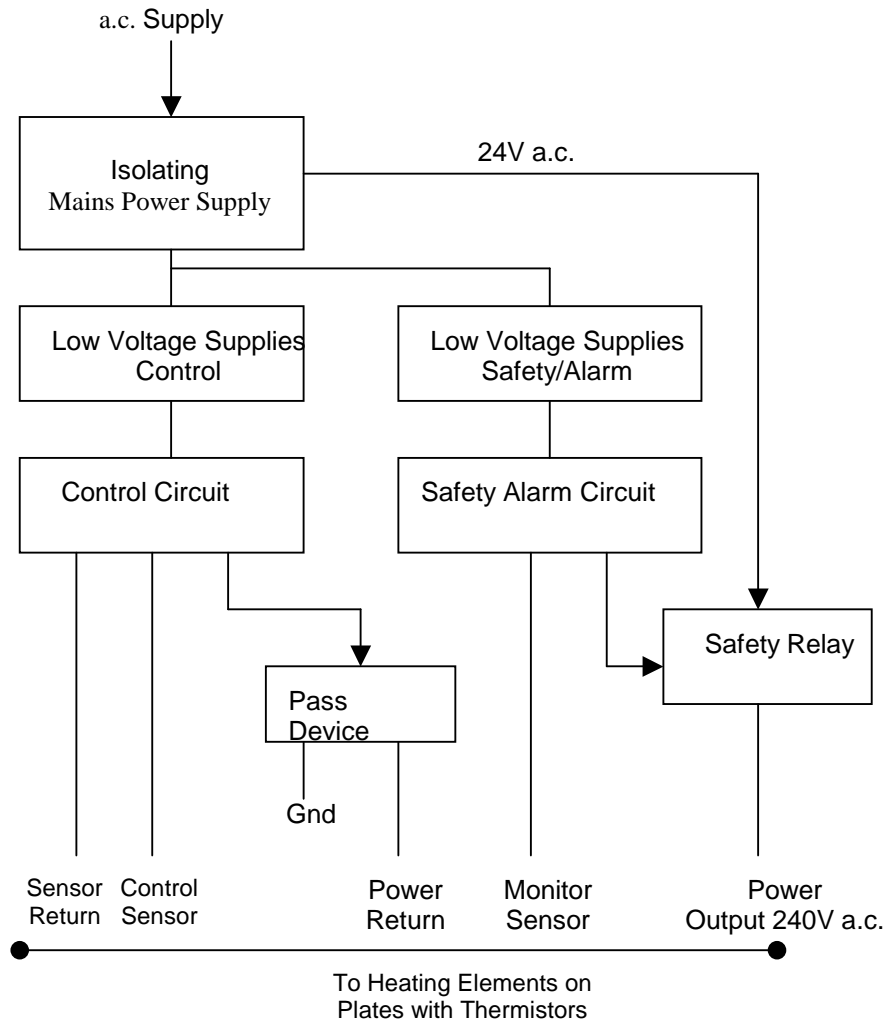 a.c. Supply
Isolating
Mains Power Supply
24V a.c.
Low Voltage Supplies
Control
Low Voltage Supplies
Safety/Alarm
Control Circuit
Safety Alarm Circuit
Safety Relay
Pass
Device
Gnd
Sensor
Return
Control
Sensor
Power
Return
Monitor
Sensor
Power
Output 240V a.c.
To Heating Elements on
Plates with Thermistors